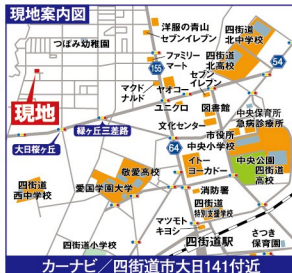 現地案内図
洋服の青山
セブンイレブン
四街道
北中学校
つぼみ幼稚園
ファミリー
マート
四街道
北高校
54
155
マクド
ナルド
ヤオコー
セブン
イレブン
現地
ユニクロ
図書館
緑ヶ丘三差路
文化センター
中央保育所
急病診療所
大日桜ヶ丘
市役所
64
中央小学校
敬愛高校
イトー
ヨーカドー
中央公園
四街道
高校
四街道
西中学校
愛国学園大学
消防署
四街道
特別支援学校
マツモト
キヨシ
さつき
保育園
四街道小学校
四街道駅
カーナビ／四街道市大日141付近